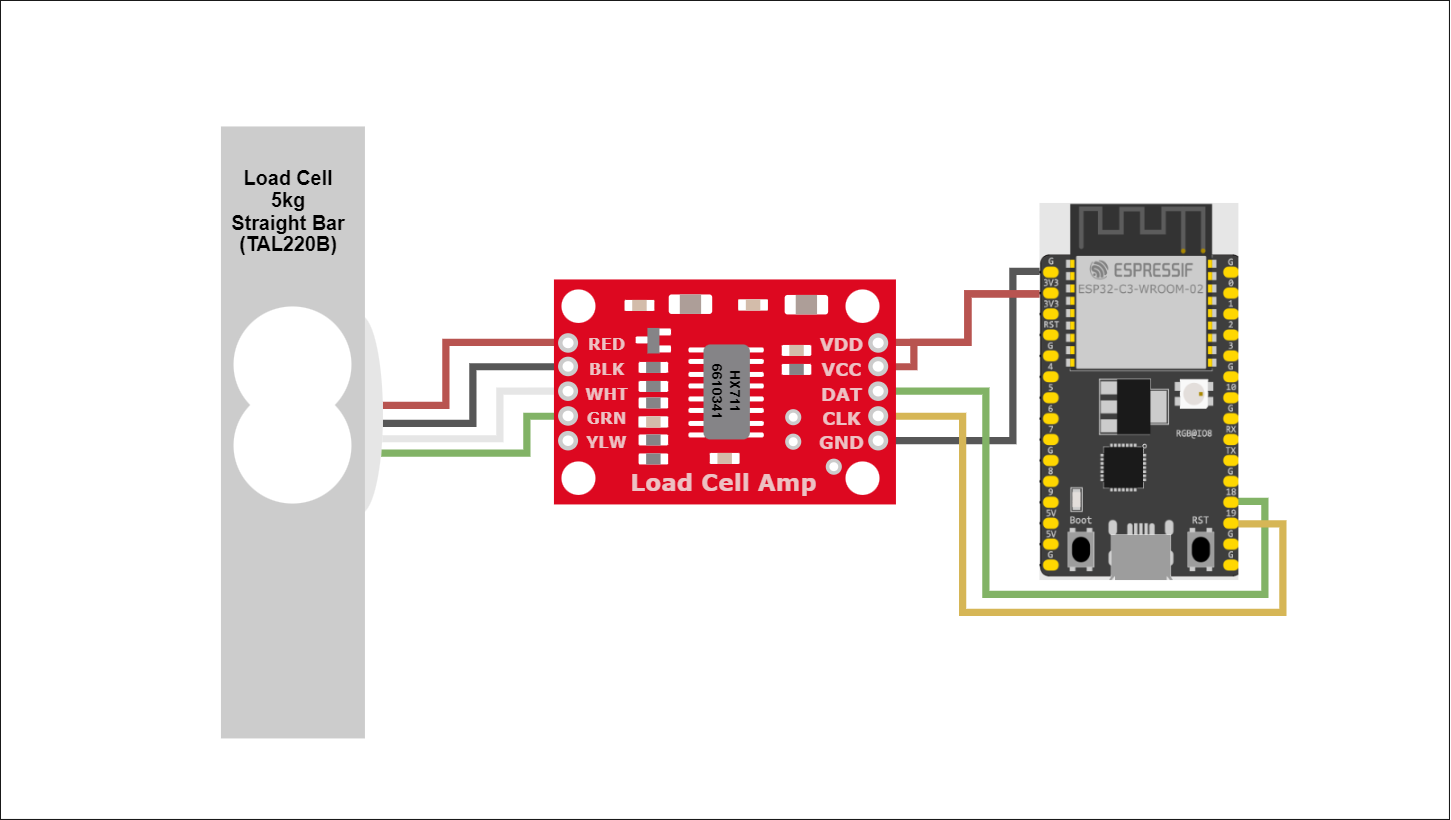 Load Cell
5kg
Straight Bar
(TAL220B)
RED
BLK
WHT
GRN
YLW
HX711
6610341
VDD
VCC
DAT
CLK
GND
Load Cell Amp
ESPRESSIF
ESP32-C3-WROOM-02
G
3V3
3V3
RST
G
4
5
6
7
G
8
9
5V
5V
G
G
0
1
2
3
G
10
G
RX
TX
G
18
19
G
G
RGB@IO8
Boot
RST